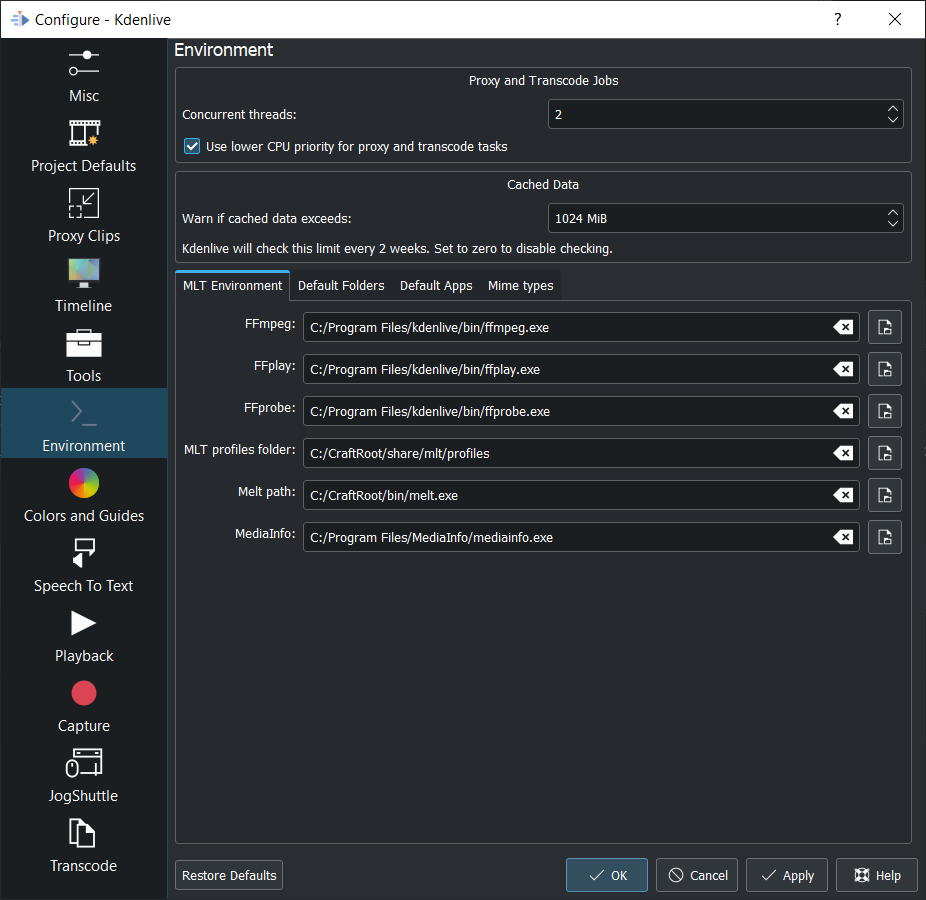 Configure - Kdenlive
?
Misc
Project Defaults
Proxy Clips
Timeline
Tools
Environment
Colors and Guides
Speech To Text
Playback
Capture
JogShuttle
Transcode
Environment
Proxy and Transcode Jobs
Concurrent threads: 2
Use lower CPU priority for proxy and transcode tasks
Cached Data
Warn if cached data exceeds: 1024 MiB
Kdenlive will check this limit every 2 weeks. Set to zero to disable checking.
MLT Environment Default Folders Default Apps Mime types
FFmpeg: C:/Program Files/kdenlive/bin/ffmpeg.exe
FFplay: C:/Program Files/kdenlive/bin/ffplay.exe
FFprobe: C:/Program Files/kdenlive/bin/ffprobe.exe
MLT profiles folder: C:/CraftRoot/share/mlt/profiles
Melt path: C:/CraftRoot/bin/melt.exe
MediaInfo: C:/Program Files/MediaInfo/mediainfo.exe
Restore Defaults OK Cancel Apply Help